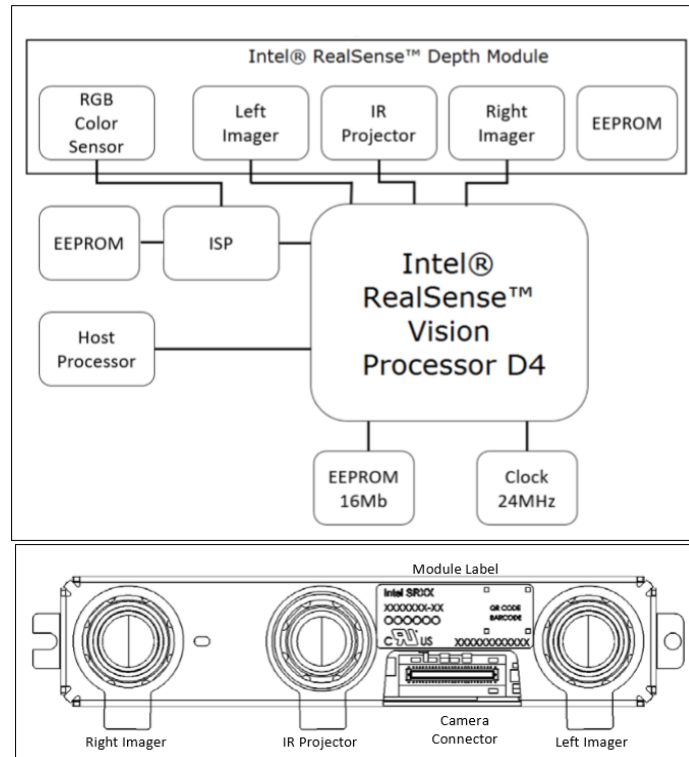 Intel® RealSense™ Depth Module
RGB
Color
Sensor
Left
Imager
IR
Projector
Right
Imager
EEPROM
EEPROM
ISP
Intel®
RealSense™
Vision
Processor D4
Host
Processor
EEPROM
16Mb
Clock
24MHz
Module Label
Intel SRXX
XXXXXXX-XX
QR CODE
BARCODE
C US
XXXXXXXXXXXX
Right Imager
IR Projector
Camera
Connector
Left Imager